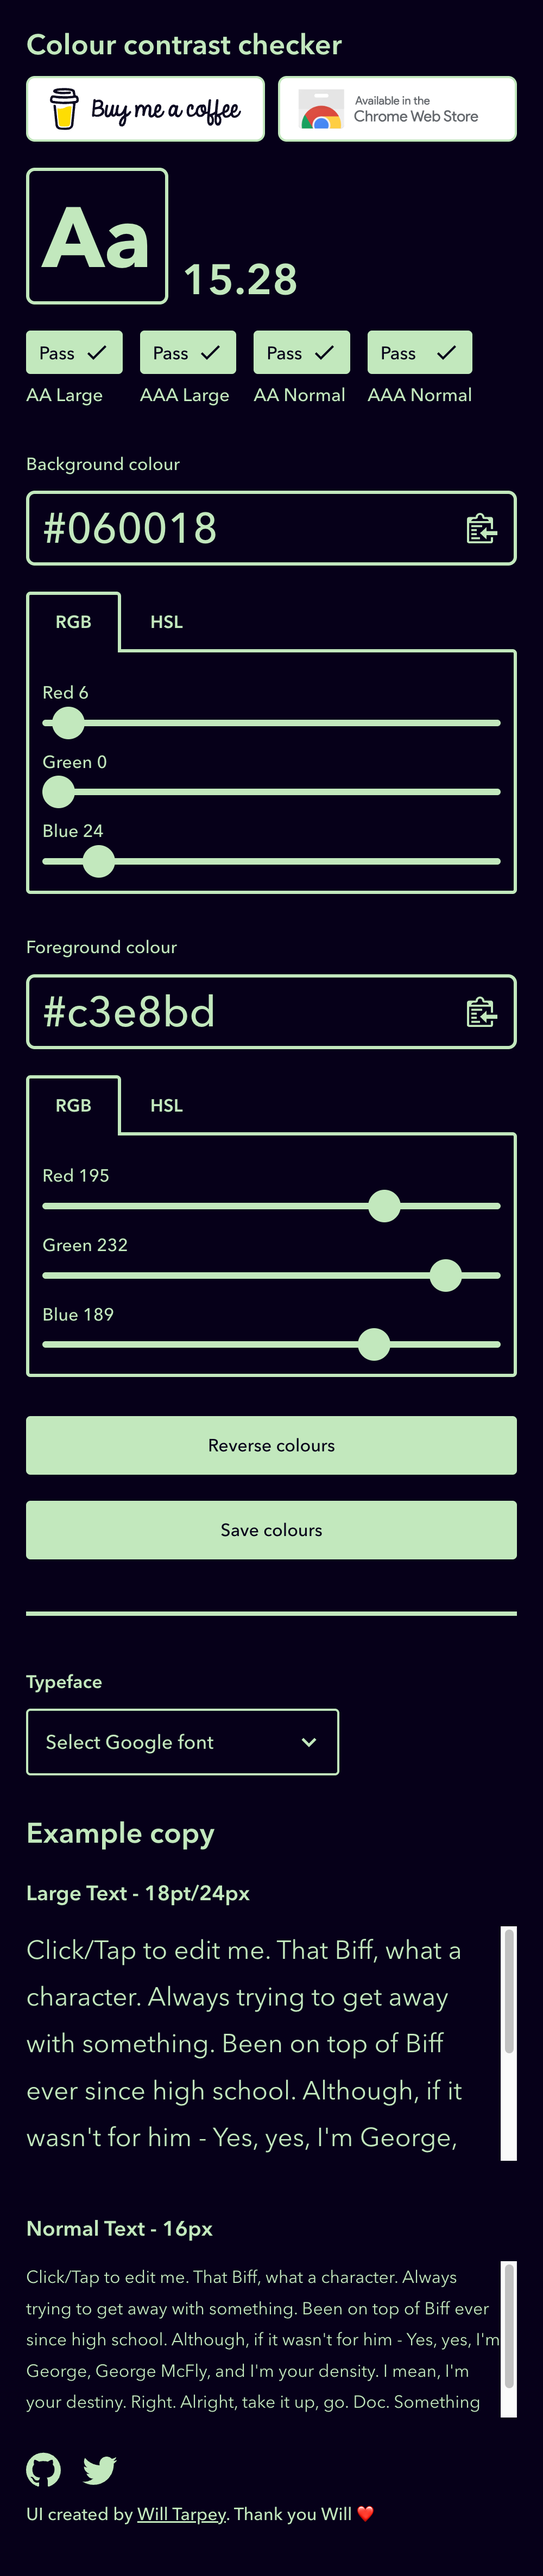 Colour contrast checker
Buy me a coffee
Available in the
Chrome Web Store
Aa
15.28
Pass
Pass
Pass
Pass
AA Large
AAA Large
AA Normal
AAA Normal
Background colour
#060018
RGB
HSL
Red 6
Green 0
Blue 24
Foreground colour
#c3e8bd
RGB
HSL
Red 195
Green 232
Blue 189
Reverse colours
Save colours
Typeface
Select Google font
Example copy
Large Text - 18pt/24px
Click/Tap to edit me. That Biff, what a
character. Always trying to get away
with something. Been on top of Biff
ever since high school. Although, if it
wasn't for him - Yes, yes, I'm George,
Normal Text - 16px
Click/Tap to edit me. That Biff, what a character. Always
trying to get away with something. Been on top of Biff ever
since high school. Although, if it wasn't for him - Yes, yes, I'm
George, George McFly, and I'm your density. I mean, I'm
your destiny. Right. Alright, take it up, go. Doc. Something
UI created by Will Tarpey. Thank you Will ❤️